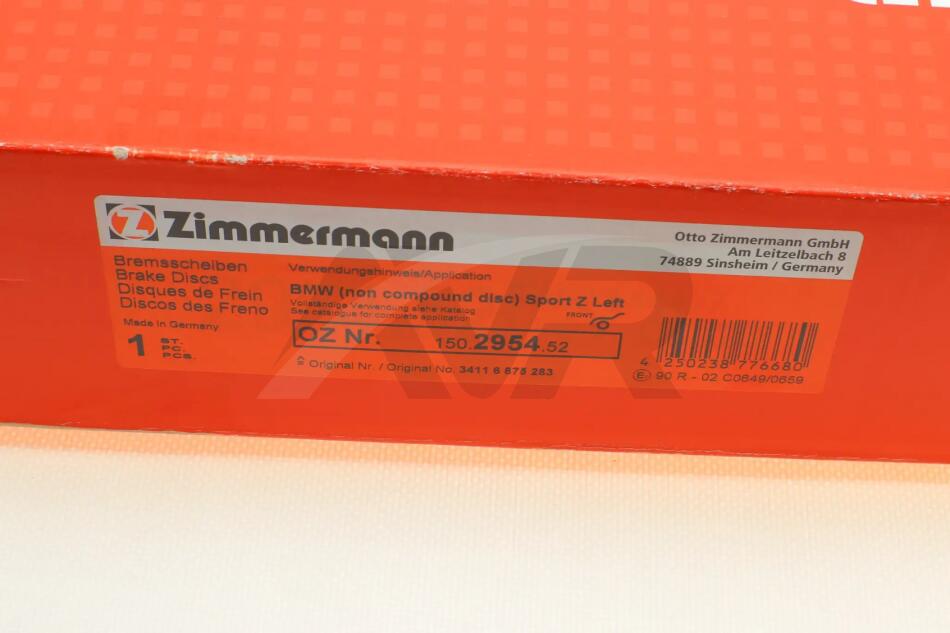 Z Zimmermann
Otto Zimmermann GmbH
Am Leitzelbach 8
74889 Sinsheim / Germany
Bremsscheiben
Brake Discs
Disques de Frein
Discos des Freno
Made in Germany
1 ST.
PC.
PCS.
Verwendungshinweis/Application
BMW (non compound disc) Sport Z Left
Vollständige Verwendung siehe Katalog
See catalogue for complete application
FRONT
OZ Nr. 150.2954.52
Original Nr. / Original No. 3411 6 875 283
4 250238 776680
E1 90 R - 02 C0649/0659
AVR